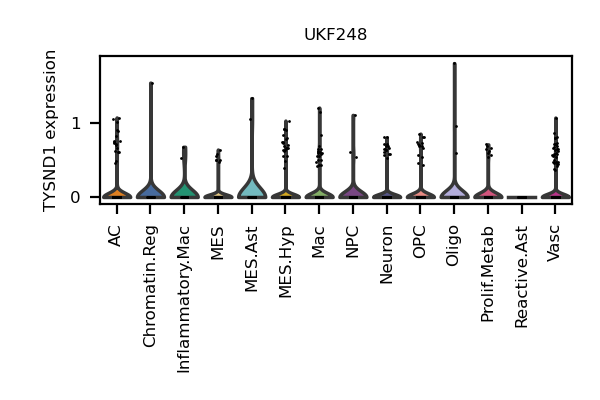 UKF248
TYSND1 expression
1
0
AC
Chromatin.Reg
Inflammatory.Mac
MES
MES.Ast
MES.Hyp
Mac
NPC
Neuron
OPC
Oligo
Prolif.Metab
Reactive.Ast
Vasc